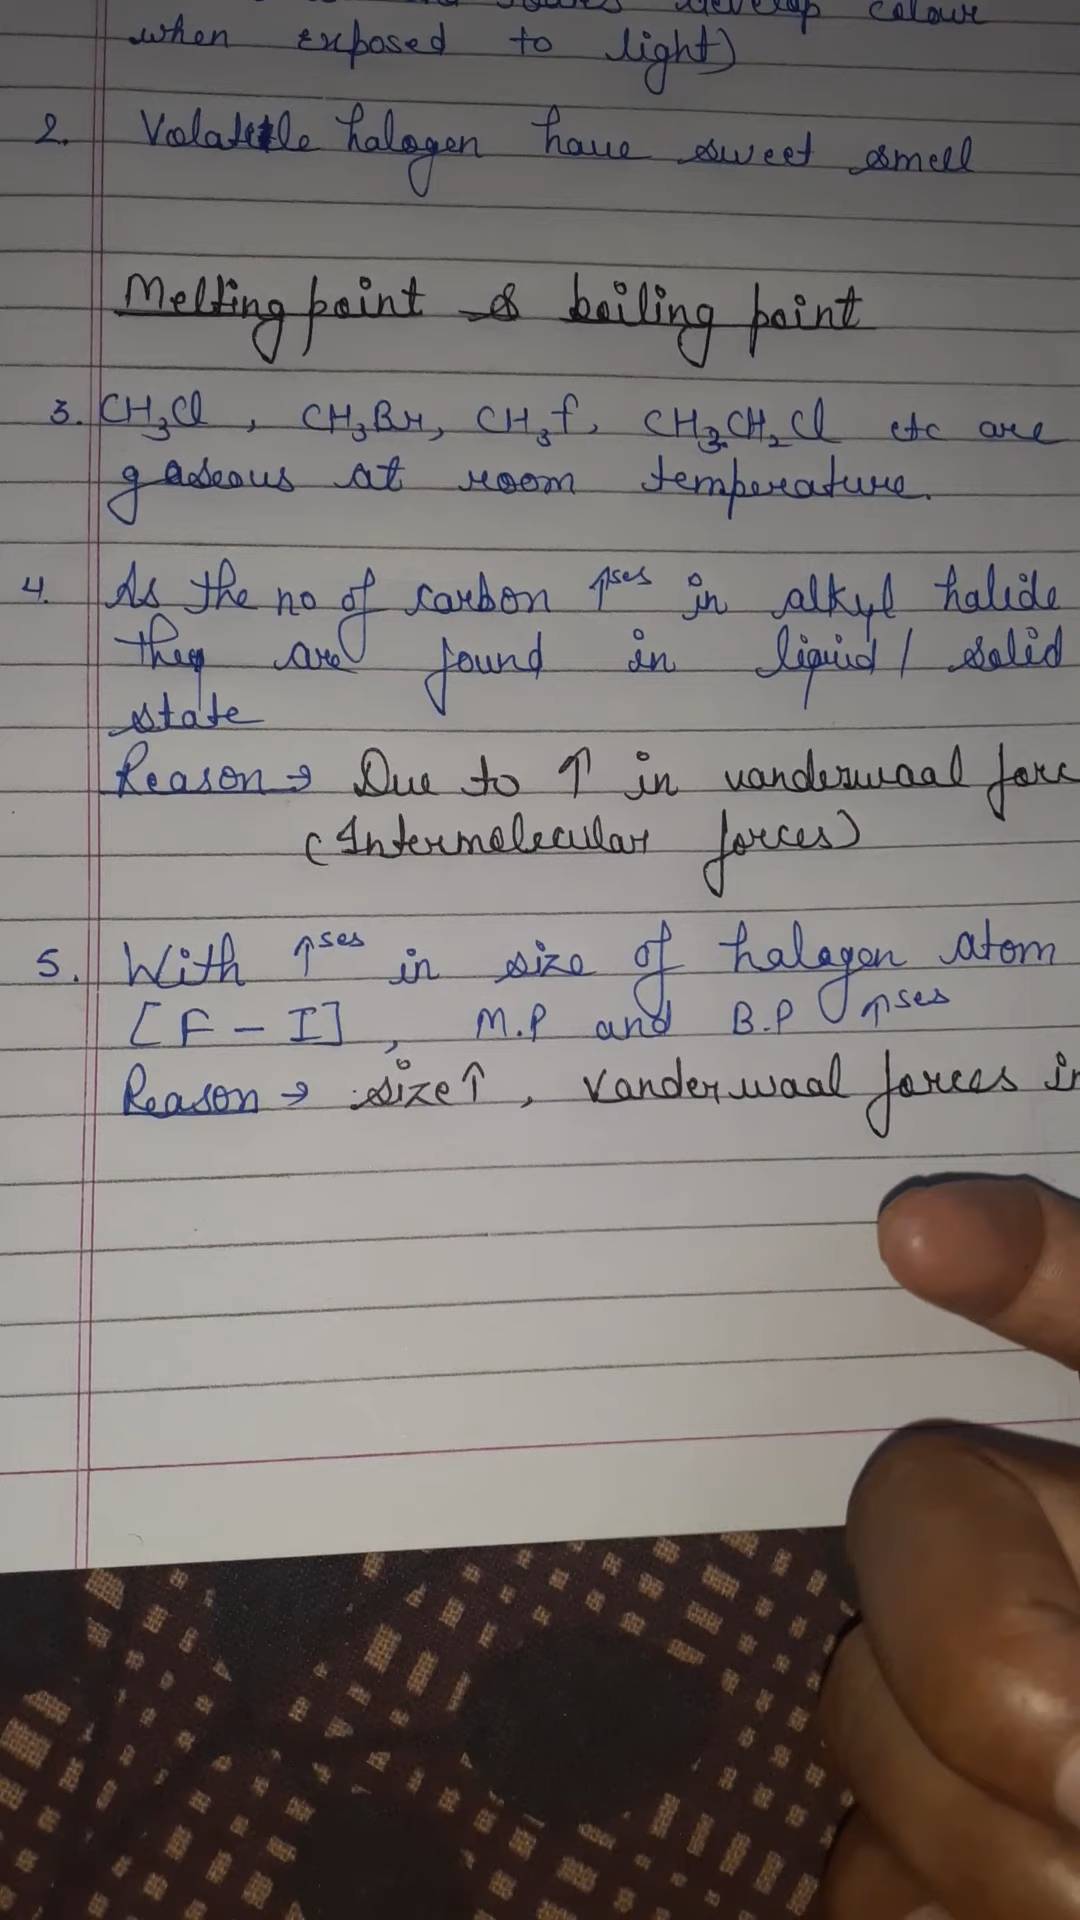 develop colour
when exposed to light)
2. Volatile halogen have sweet smell
Melting point & boiling point
3. CH₃Cl, CH₃Br, CH₃f, CH₃CH₂Cl etc are
gaseous at room temperature.
4. As the no of carbon ↑ses in alkyl halide
they are found in liquid / solid
state
Reason → Due to ↑ in vanderwaal forc
(Intermolecular forces)
5. With ↑ses in size of halogen atom
[F - I], M.P and B.P ↑ses
Reason → size ↑, vanderwaal forces in